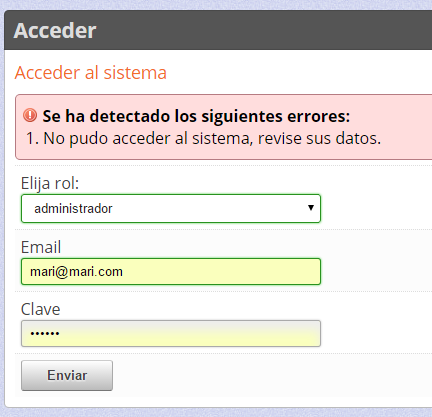 Acceder
Acceder al sistema
Se ha detectado los siguientes errores:
1. No pudo acceder al sistema, revise sus datos.
Elija rol:
administrador
Email
mari@mari.com
Clave
••••••
Enviar